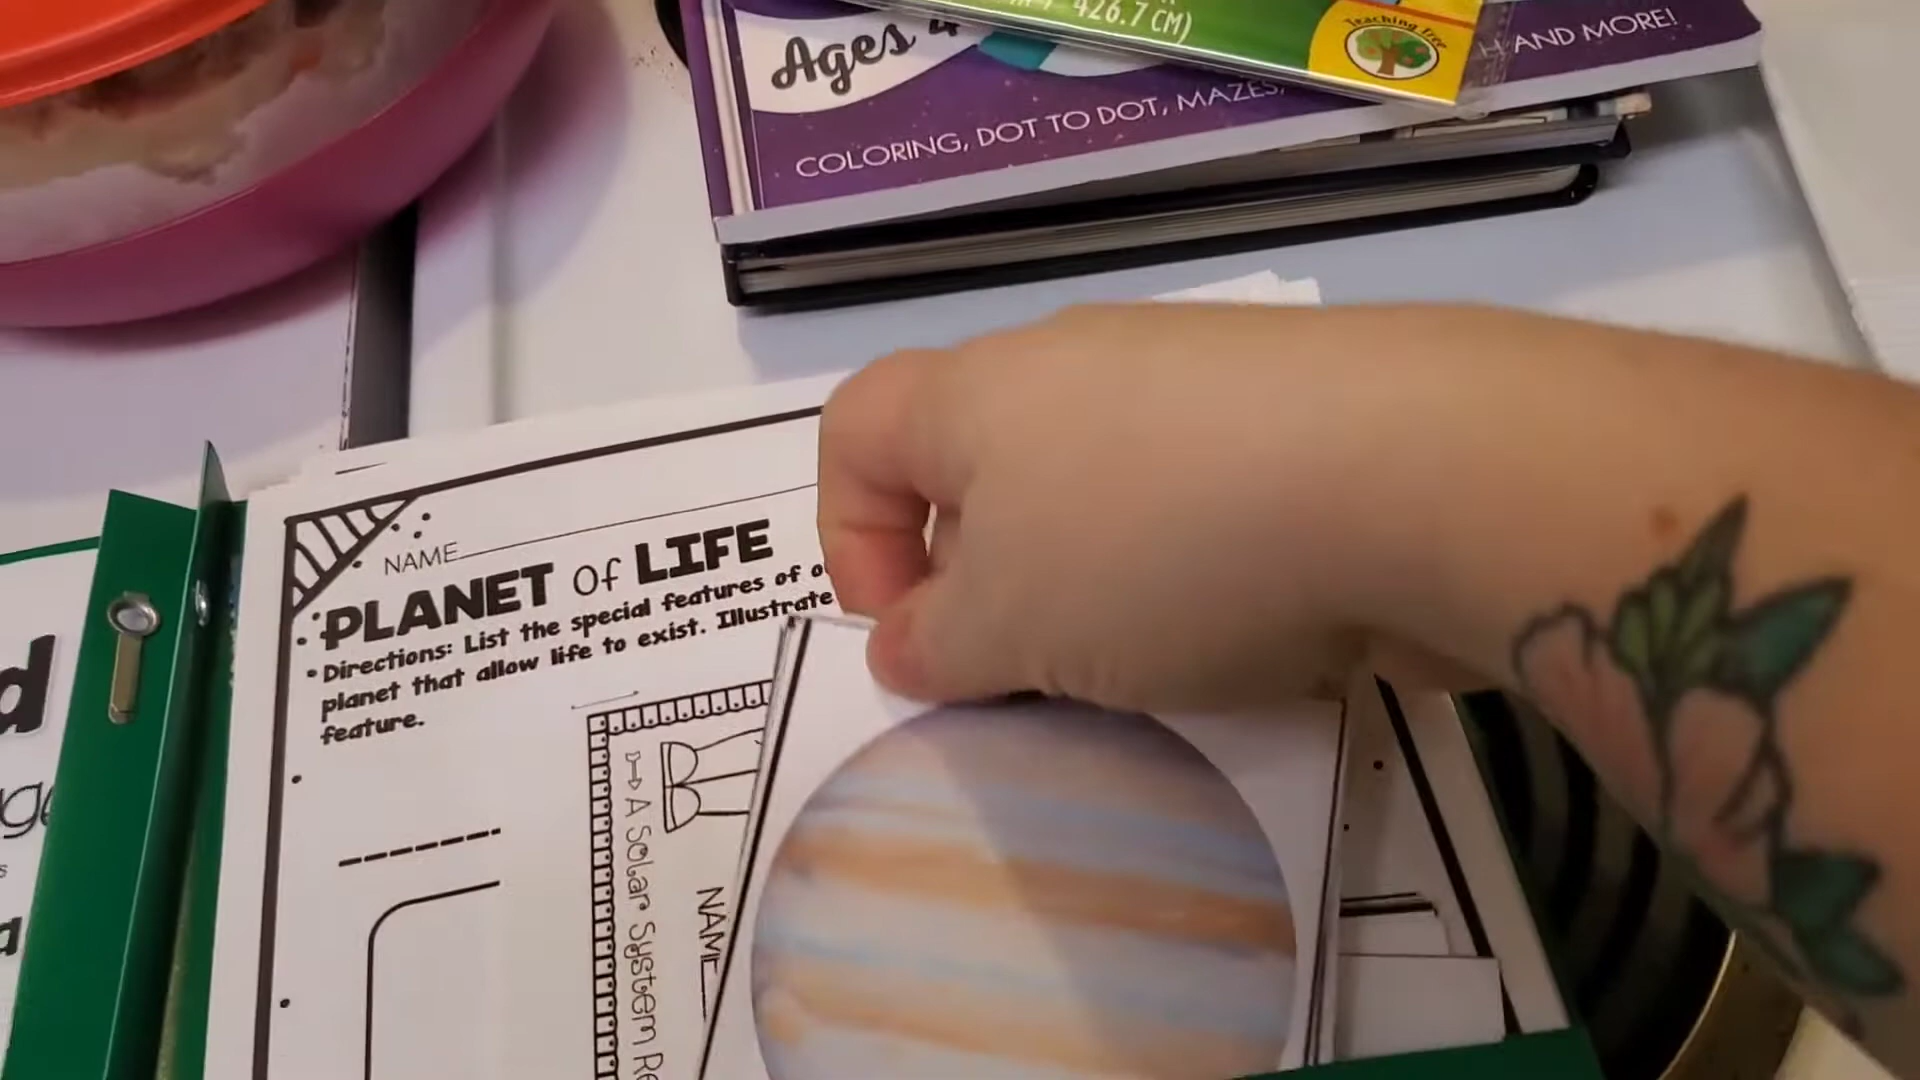 426.7 CM)
Teaching Tree
Ages 4
AND MORE!
COLORING, DOT TO DOT, MAZES,
NAME
PLANET of LIFE
Directions: List the special features of
planet that allow life to exist. Illustrate
feature.
A Solar System
NAME
d
a